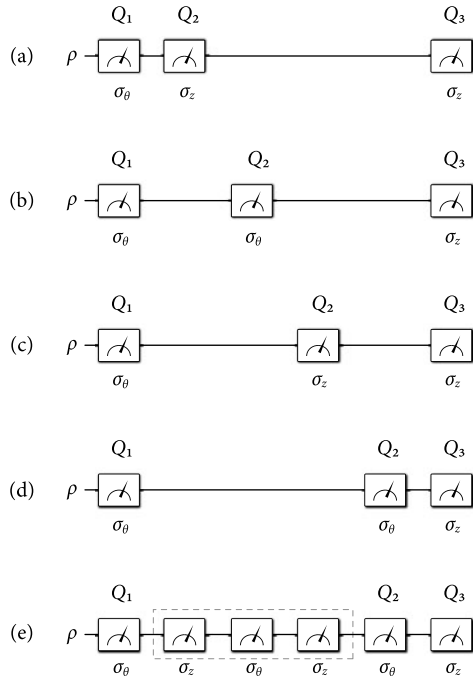 Q₁ Q₂ Q₃
(a) ρ
σθ σz σz
Q₁ Q₂ Q₃
(b) ρ
σθ σθ σz
Q₁ Q₂ Q₃
(c) ρ
σθ σz σz
Q₁ Q₂ Q₃
(d) ρ
σθ σθ σz
Q₁ Q₂ Q₃
(e) ρ
σθ σz σθ σz σθ σz